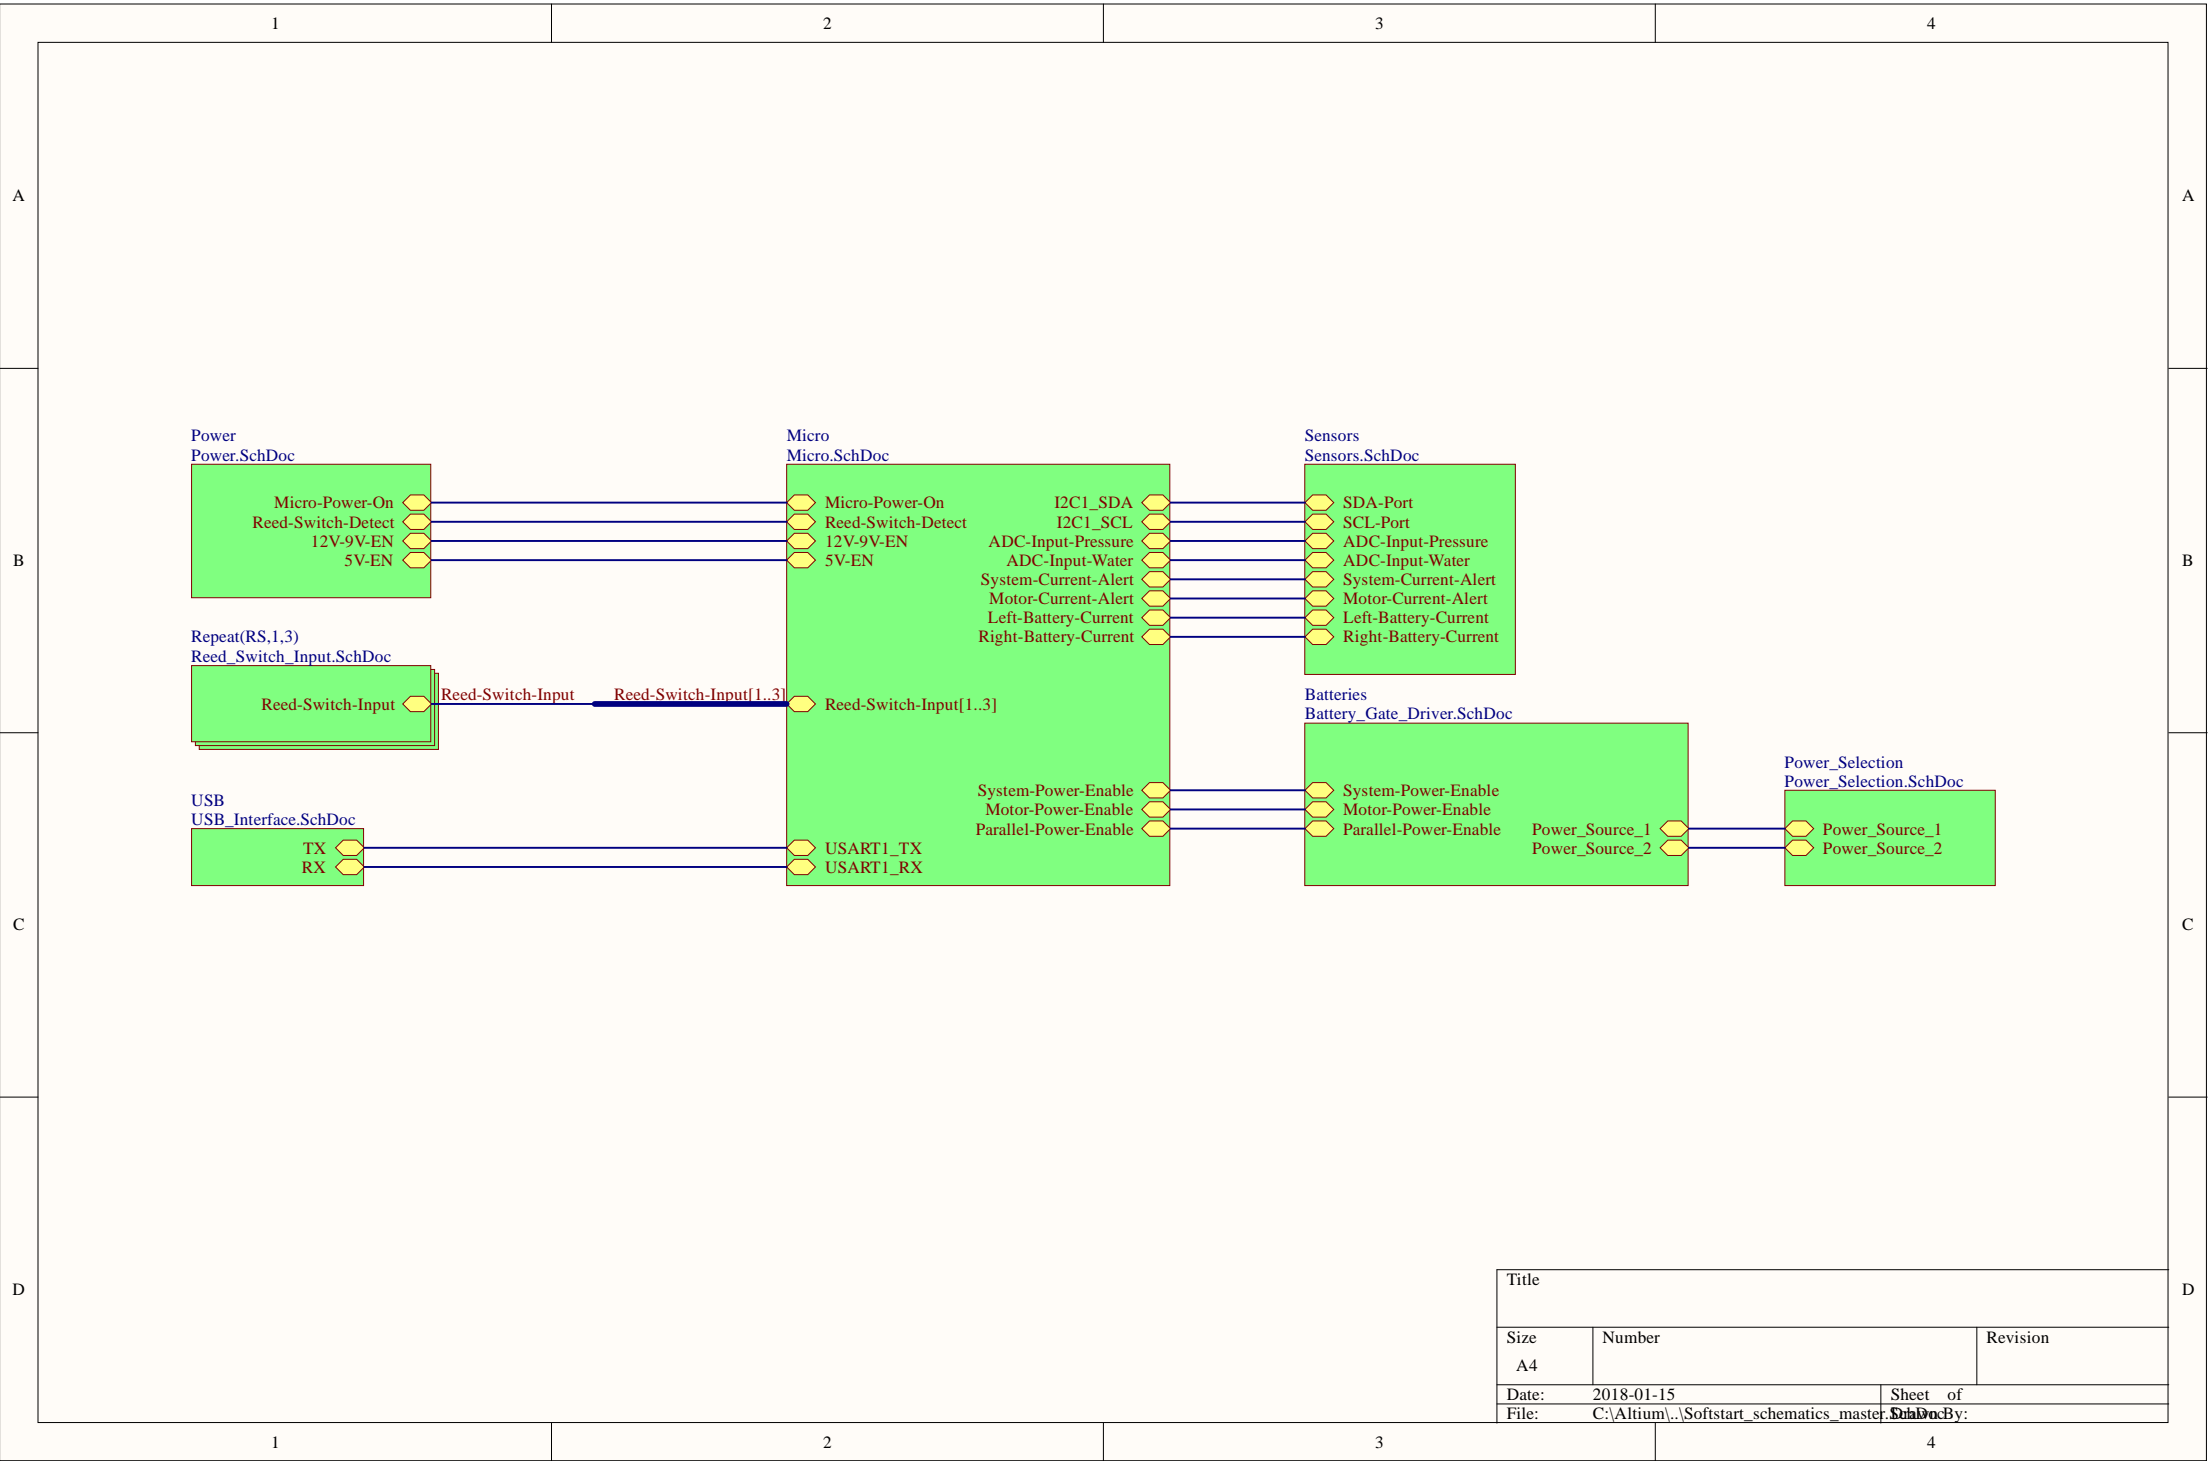 1 2 3 4
A A
B B
C C
D D
Power
Power.SchDoc
Micro-Power-On
Reed-Switch-Detect
12V-9V-EN
5V-EN
Repeat(RS,1,3)
Reed_Switch_Input.SchDoc
Reed-Switch-Input
Reed-Switch-Input Reed-Switch-Input[1..3]
USB
USB_Interface.SchDoc
TX
RX
Micro
Micro.SchDoc
Micro-Power-On
Reed-Switch-Detect
12V-9V-EN
5V-EN
Reed-Switch-Input[1..3]
USART1_TX
USART1_RX
I2C1_SDA
I2C1_SCL
ADC-Input-Pressure
ADC-Input-Water
System-Current-Alert
Motor-Current-Alert
Left-Battery-Current
Right-Battery-Current
System-Power-Enable
Motor-Power-Enable
Parallel-Power-Enable
Sensors
Sensors.SchDoc
SDA-Port
SCL-Port
ADC-Input-Pressure
ADC-Input-Water
System-Current-Alert
Motor-Current-Alert
Left-Battery-Current
Right-Battery-Current
Batteries
Battery_Gate_Driver.SchDoc
System-Power-Enable
Motor-Power-Enable
Parallel-Power-Enable
Power_Source_1
Power_Source_2
Power_Selection
Power_Selection.SchDoc
Power_Source_1
Power_Source_2
Title
Size Number Revision
A4
Date: 2018-01-15 Sheet of
File: C:\Altium\..\Softstart_schematics_master.SchDoc Drawn By:
1 2 3 4